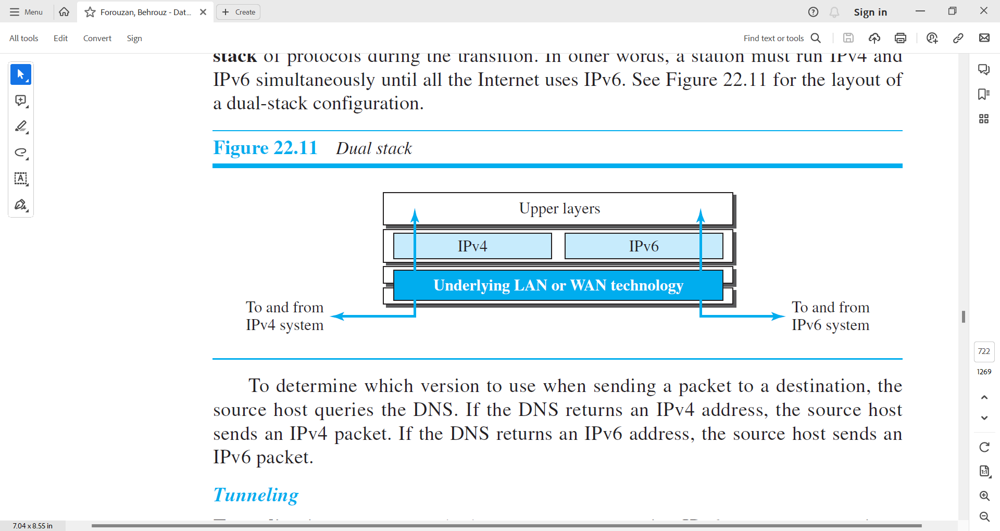 Menu
Forouzan, Behrouz - Dat...
Create
Sign in
All tools
Edit
Convert
Sign
Find text or tools
stack of protocols during the transition. In other words, a station must run IPv4 and
IPv6 simultaneously until all the Internet uses IPv6. See Figure 22.11 for the layout of
a dual-stack configuration.
Figure 22.11 Dual stack
Upper layers
IPv4
IPv6
Underlying LAN or WAN technology
To and from
IPv4 system
To and from
IPv6 system
To determine which version to use when sending a packet to a destination, the
source host queries the DNS. If the DNS returns an IPv4 address, the source host
sends an IPv4 packet. If the DNS returns an IPv6 address, the source host sends an
IPv6 packet.
Tunneling
722
1269
7.04 x 8.55 in